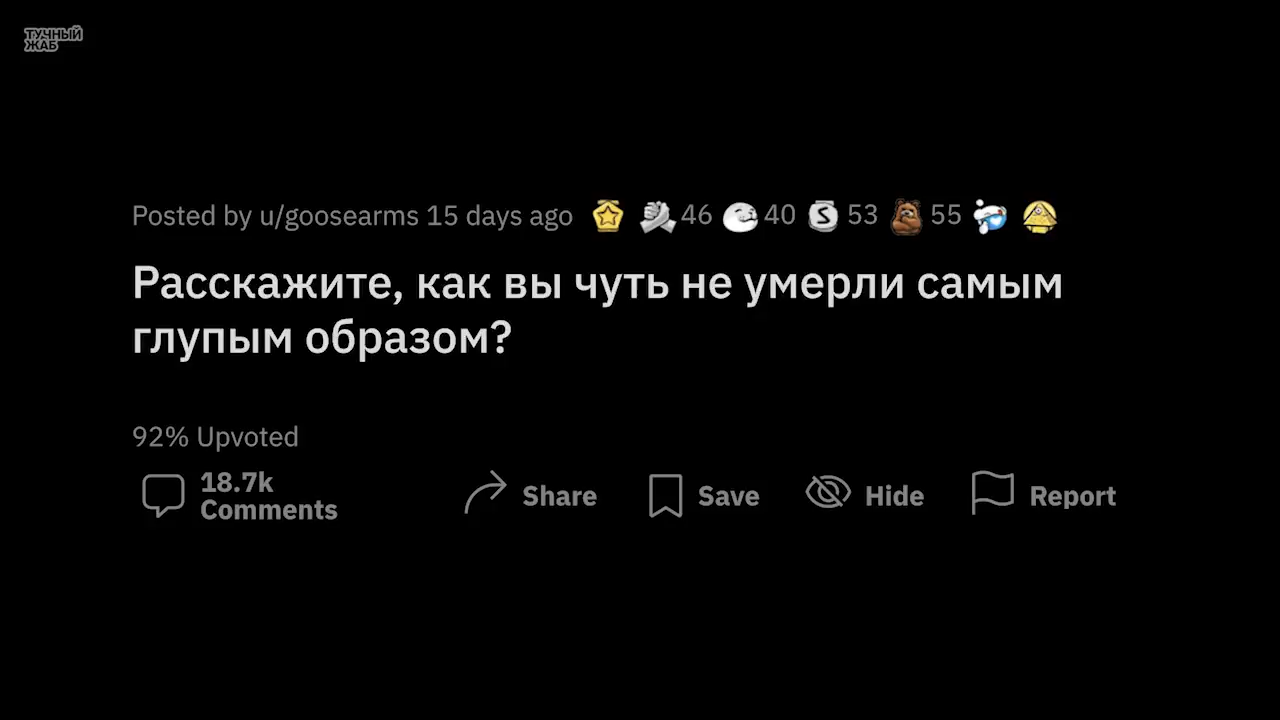 ТУЧНЫЙ
ЖАБ
Posted by u/goosearms 15 days ago 46 40 53 55
Расскажите, как вы чуть не умерли самым
глупым образом?
92% Upvoted
18.7k
Comments
Share
Save
Hide
Report